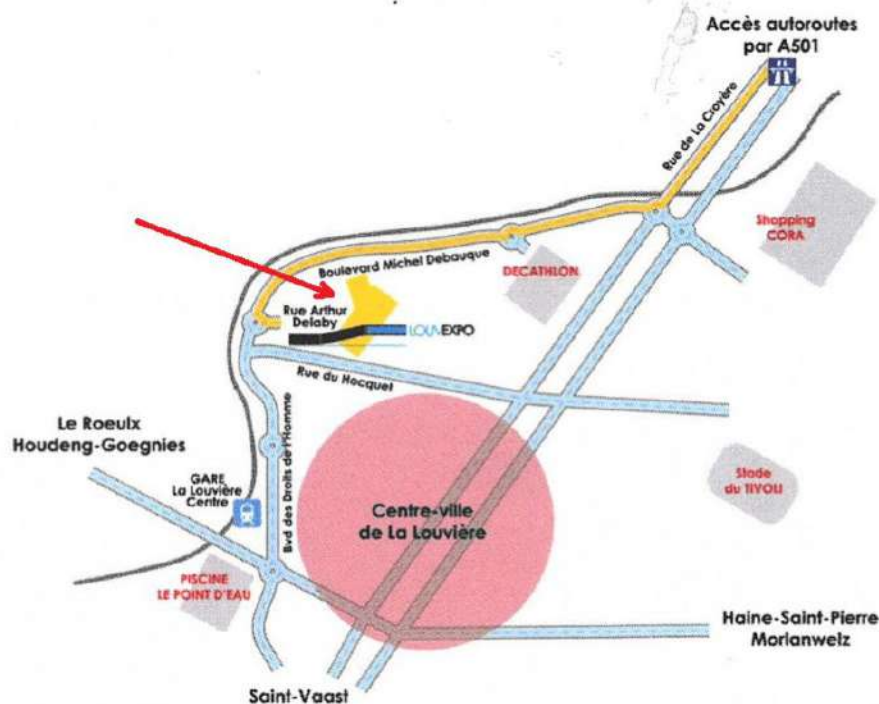 Accès autoroutes
par A501
Rue de La Croyère
Shopping
CORA
Boulevard Michel Debauque
DECATHLON
Rue Arthur
Delaby
LOUVEXPO
Rue du Hocquet
Le Roeulx
Houdeng-Goegnies
Bvd des Droits de l'Homme
GARE
La Louvière
Centre
Centre-ville
de La Louvière
Stade
du TIVOLI
PISCINE
LE POINT D'EAU
Haine-Saint-Pierre
Morlanwelz
Saint-Vaast